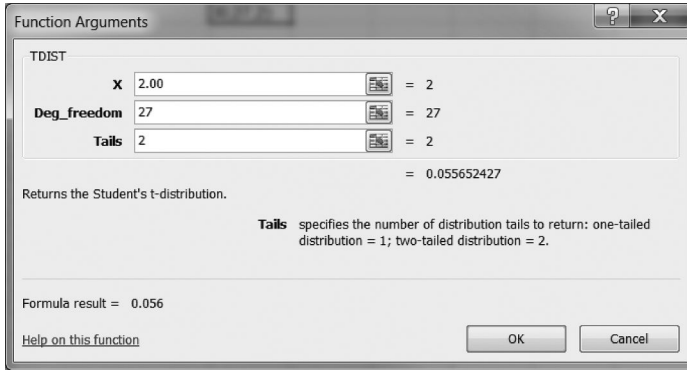 Function Arguments
TDIST
X 2.00 = 2
Deg_freedom 27 = 27
Tails 2 = 2
= 0.055652427
Returns the Student's t-distribution.
Tails specifies the number of distribution tails to return: one-tailed
distribution = 1; two-tailed distribution = 2.
Formula result = 0.056
Help on this function
OK Cancel